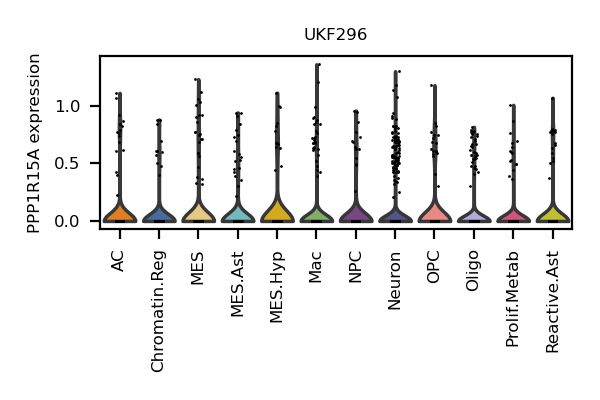 UKF296
PPP1R15A expression
1.0
0.5
0.0
AC
Chromatin.Reg
MES
MES.Ast
MES.Hyp
Mac
NPC
Neuron
OPC
Oligo
Prolif.Metab
Reactive.Ast